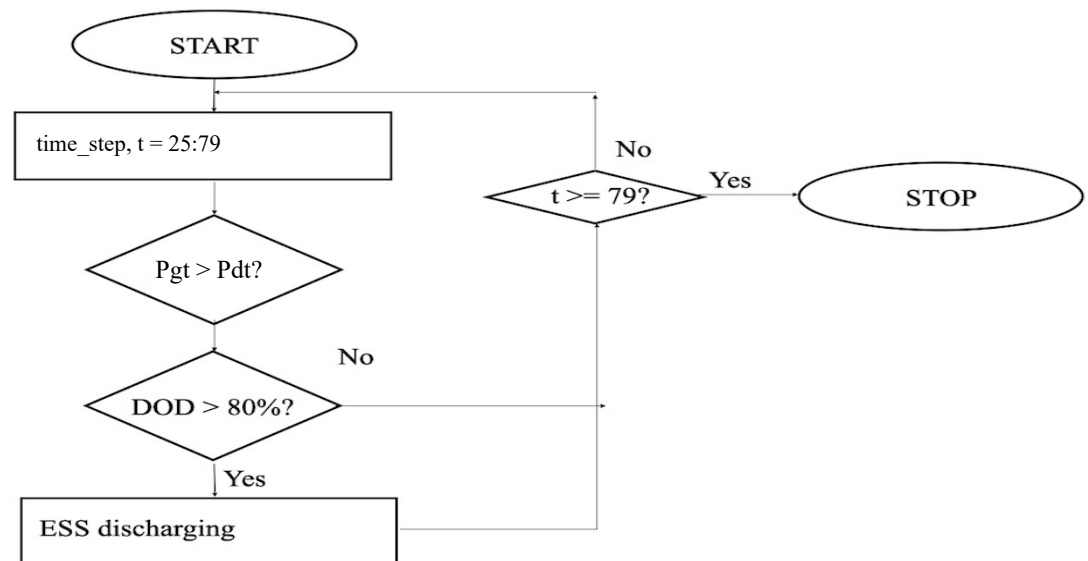 START
time_step, t = 25:79
Pgt > Pdt?
DOD > 80%?
No
Yes
ESS discharging
No
t >= 79?
Yes
STOP